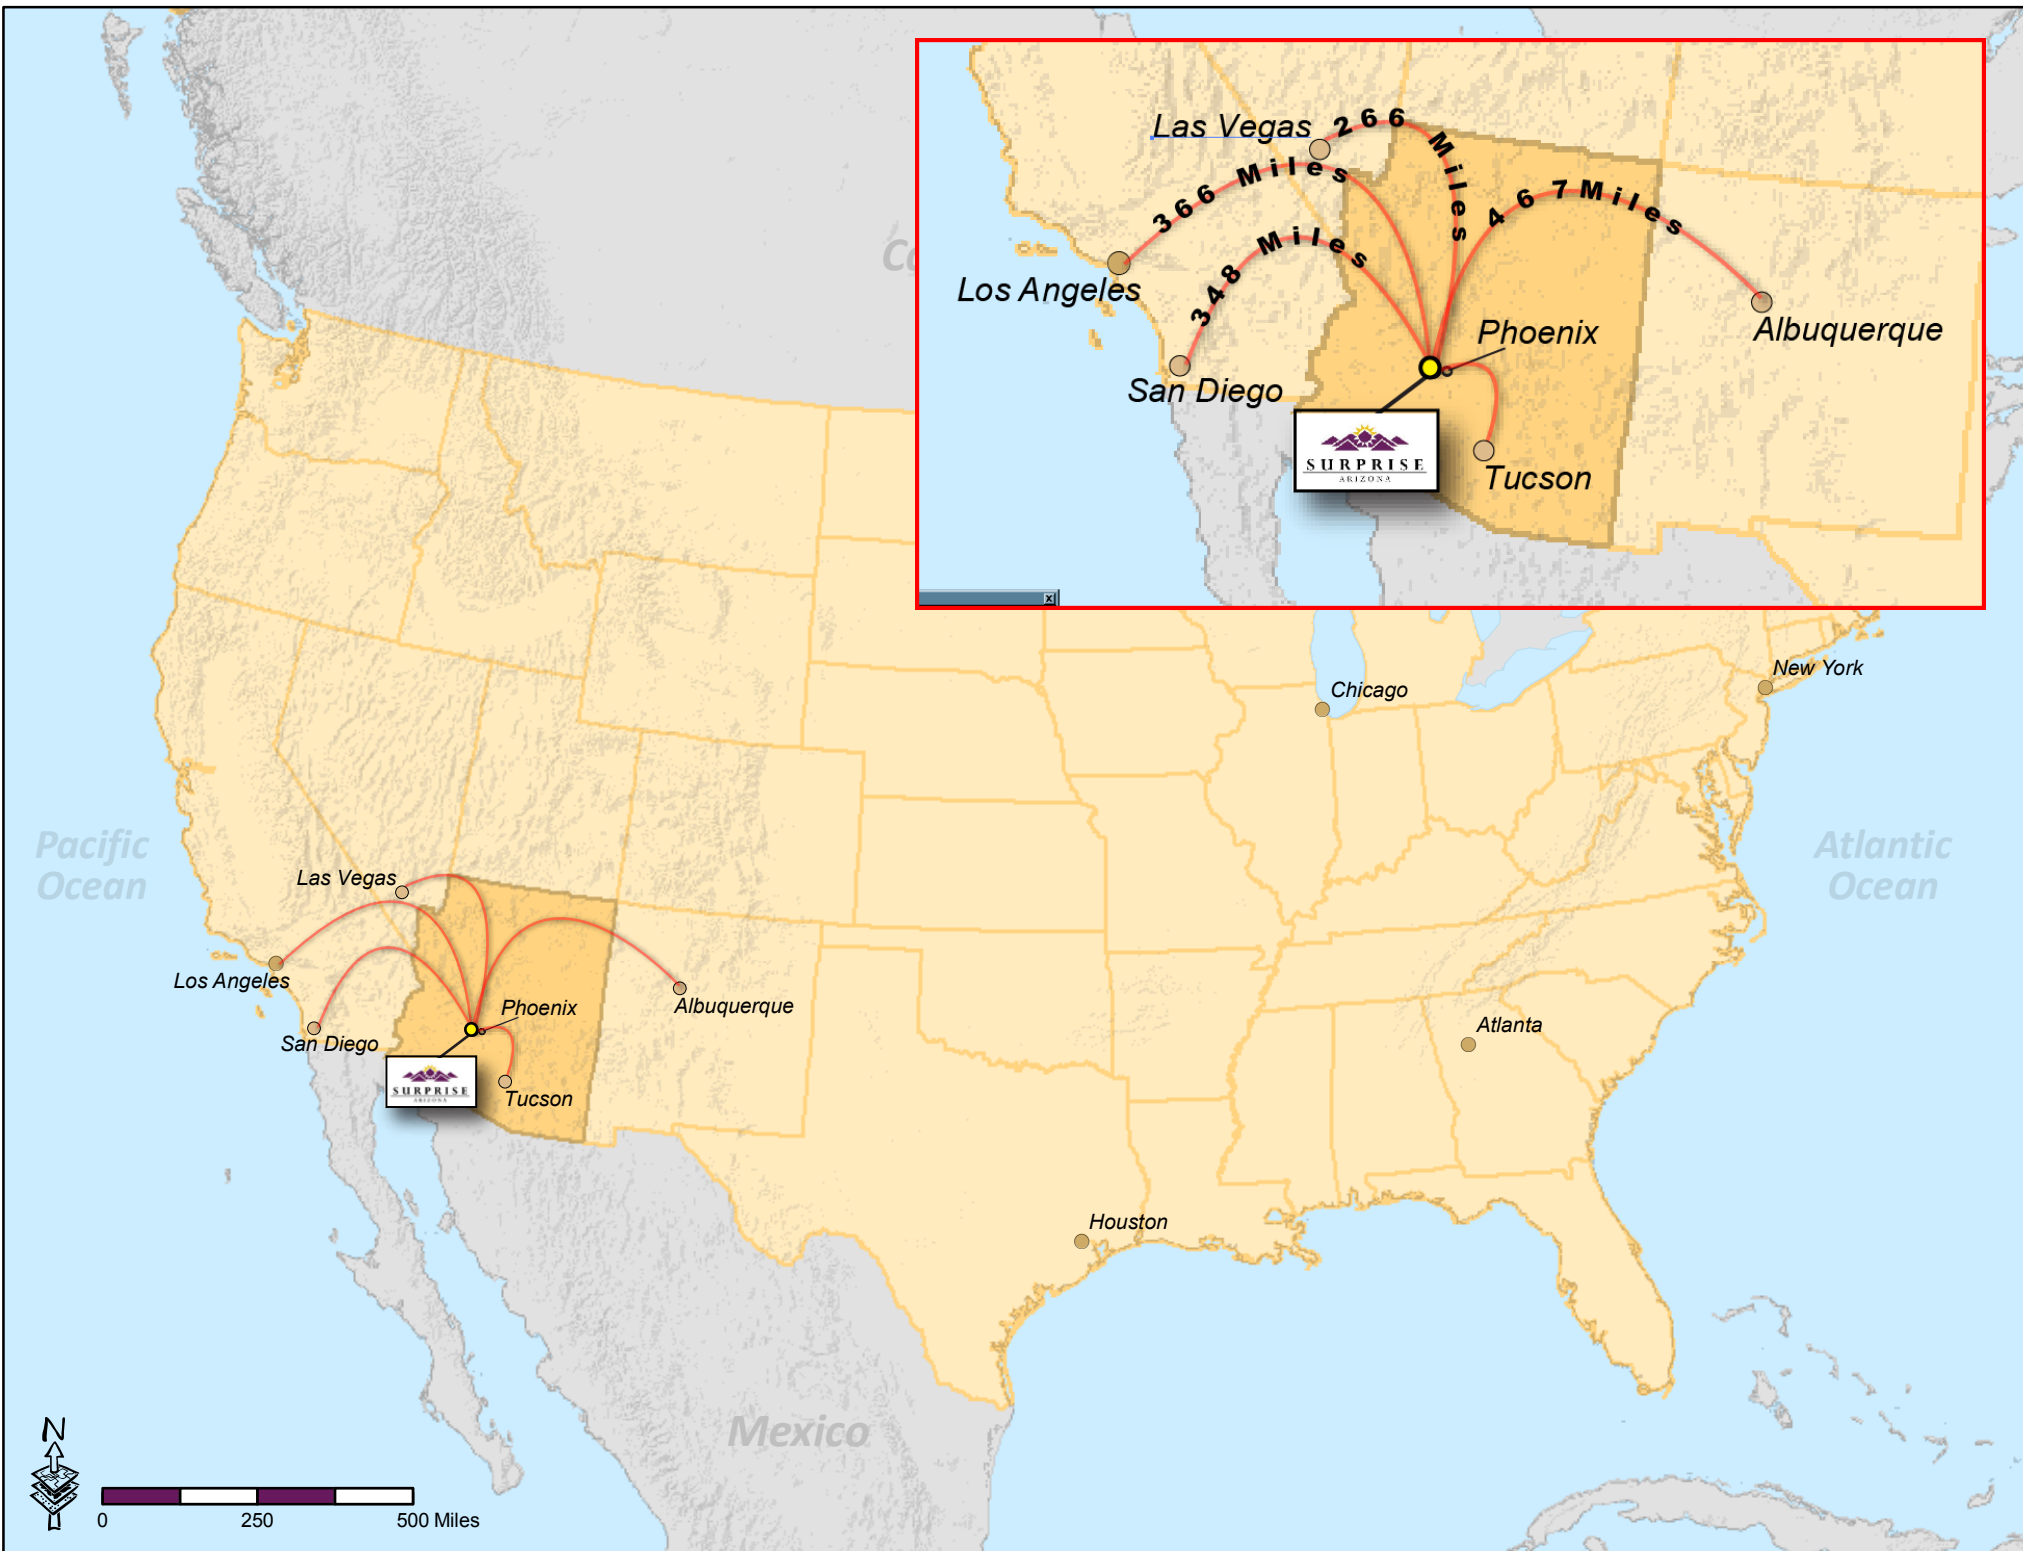 Co
Las Vegas
266 Miles
366 Miles
467 Miles
348 Miles
Los Angeles
San Diego
Phoenix
Albuquerque
SURPRISE
ARIZONA
Tucson
x
New York
Chicago
Pacific
Ocean
Atlantic
Ocean
Las Vegas
Los Angeles
San Diego
Phoenix
Albuquerque
SURPRISE
ARIZONA
Tucson
Atlanta
Houston
Mexico
N
0
250
500 Miles